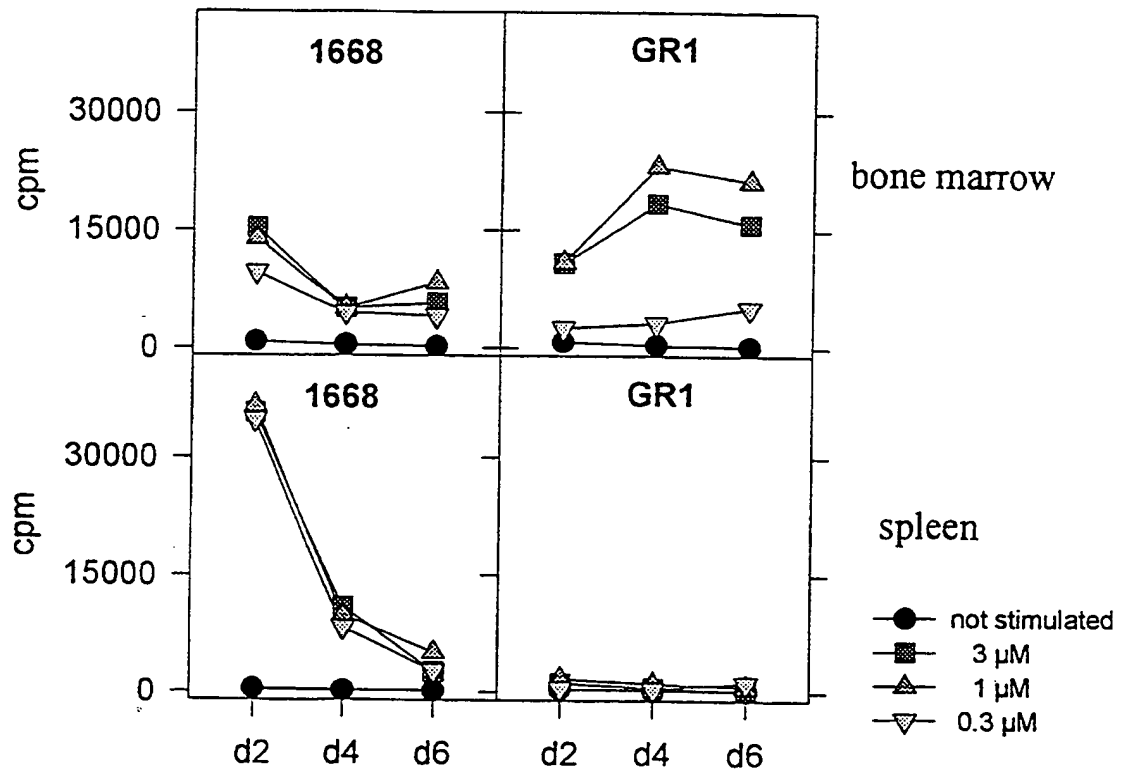 1668 GR1
30000
cpm
15000
0
bone marrow
1668 GR1
30000
cpm
15000
0
spleen
d2 d4 d6 d2 d4 d6
not stimulated
3 µM
1 µM
0.3 µM